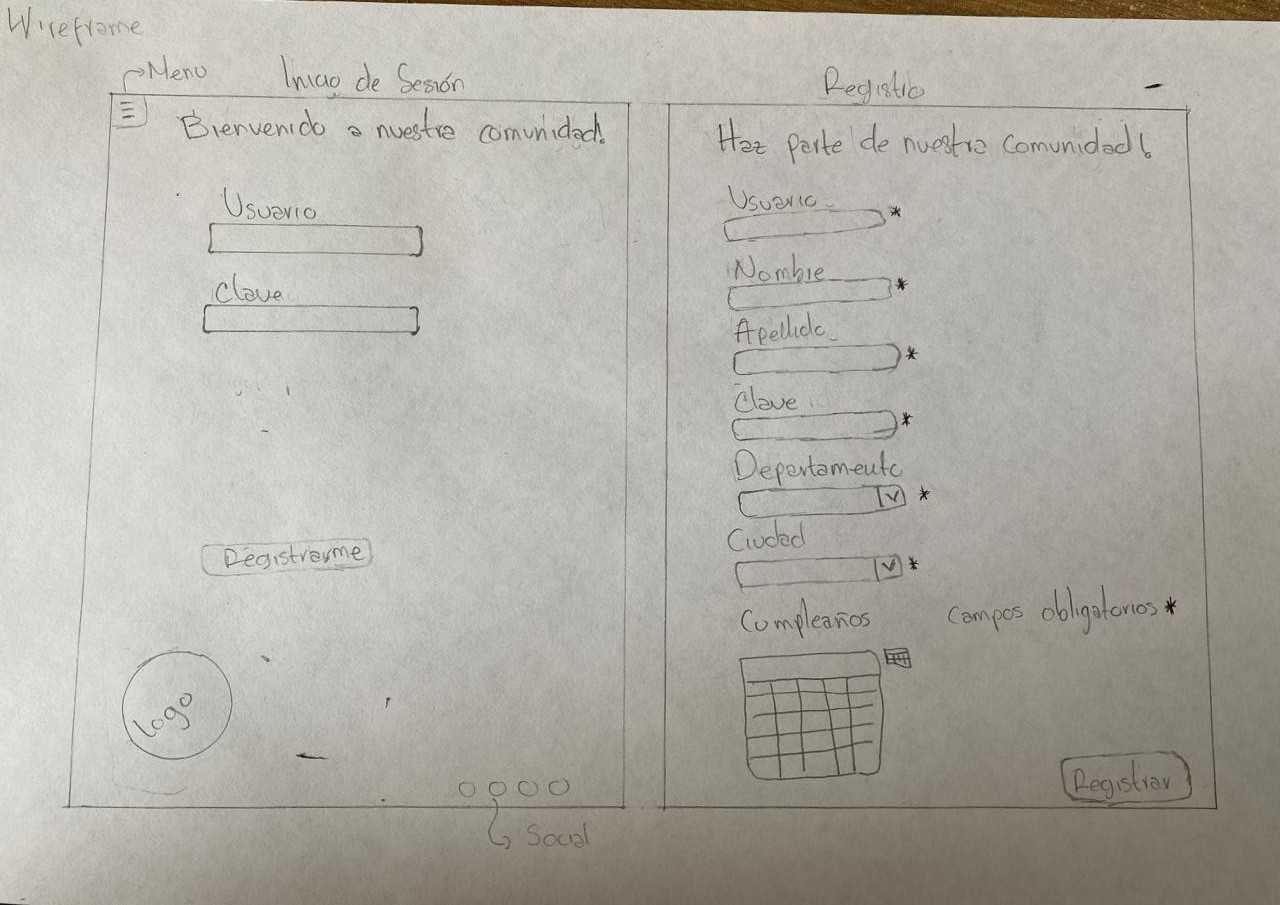 Wireframe
Menu
Inicio de Sesión
Bienvenido a nuestra comunidad!
Usuario
Clave
Registrarme
logo
Social
Registro
Haz parte de nuestra comunidad!
Usuario
*
Nombre
*
Apellido
*
Clave
*
Departamento
*
Ciudad
*
Cumpleaños
Campos obligatorios *
Registrar